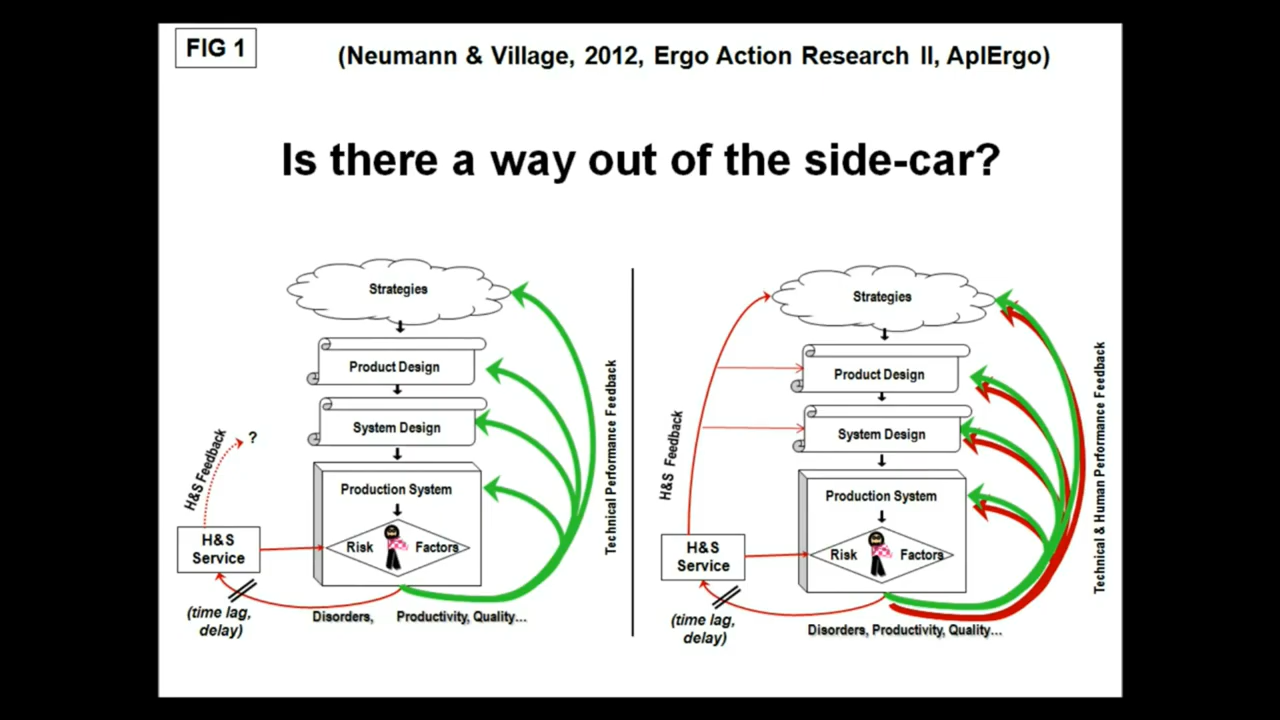 FIG 1
(Neumann & Village, 2012, Ergo Action Research II, AplErgo)
Is there a way out of the side-car?
Strategies
Product Design
System Design
Production System
Risk Factors
H&S Feedback
?
H&S
Service
(time lag,
delay)
Disorders, Productivity, Quality...
Technical Performance Feedback
Strategies
Product Design
System Design
Production System
Risk Factors
H&S Feedback
H&S
Service
(time lag,
delay)
Disorders, Productivity, Quality...
Technical & Human Performance Feedback